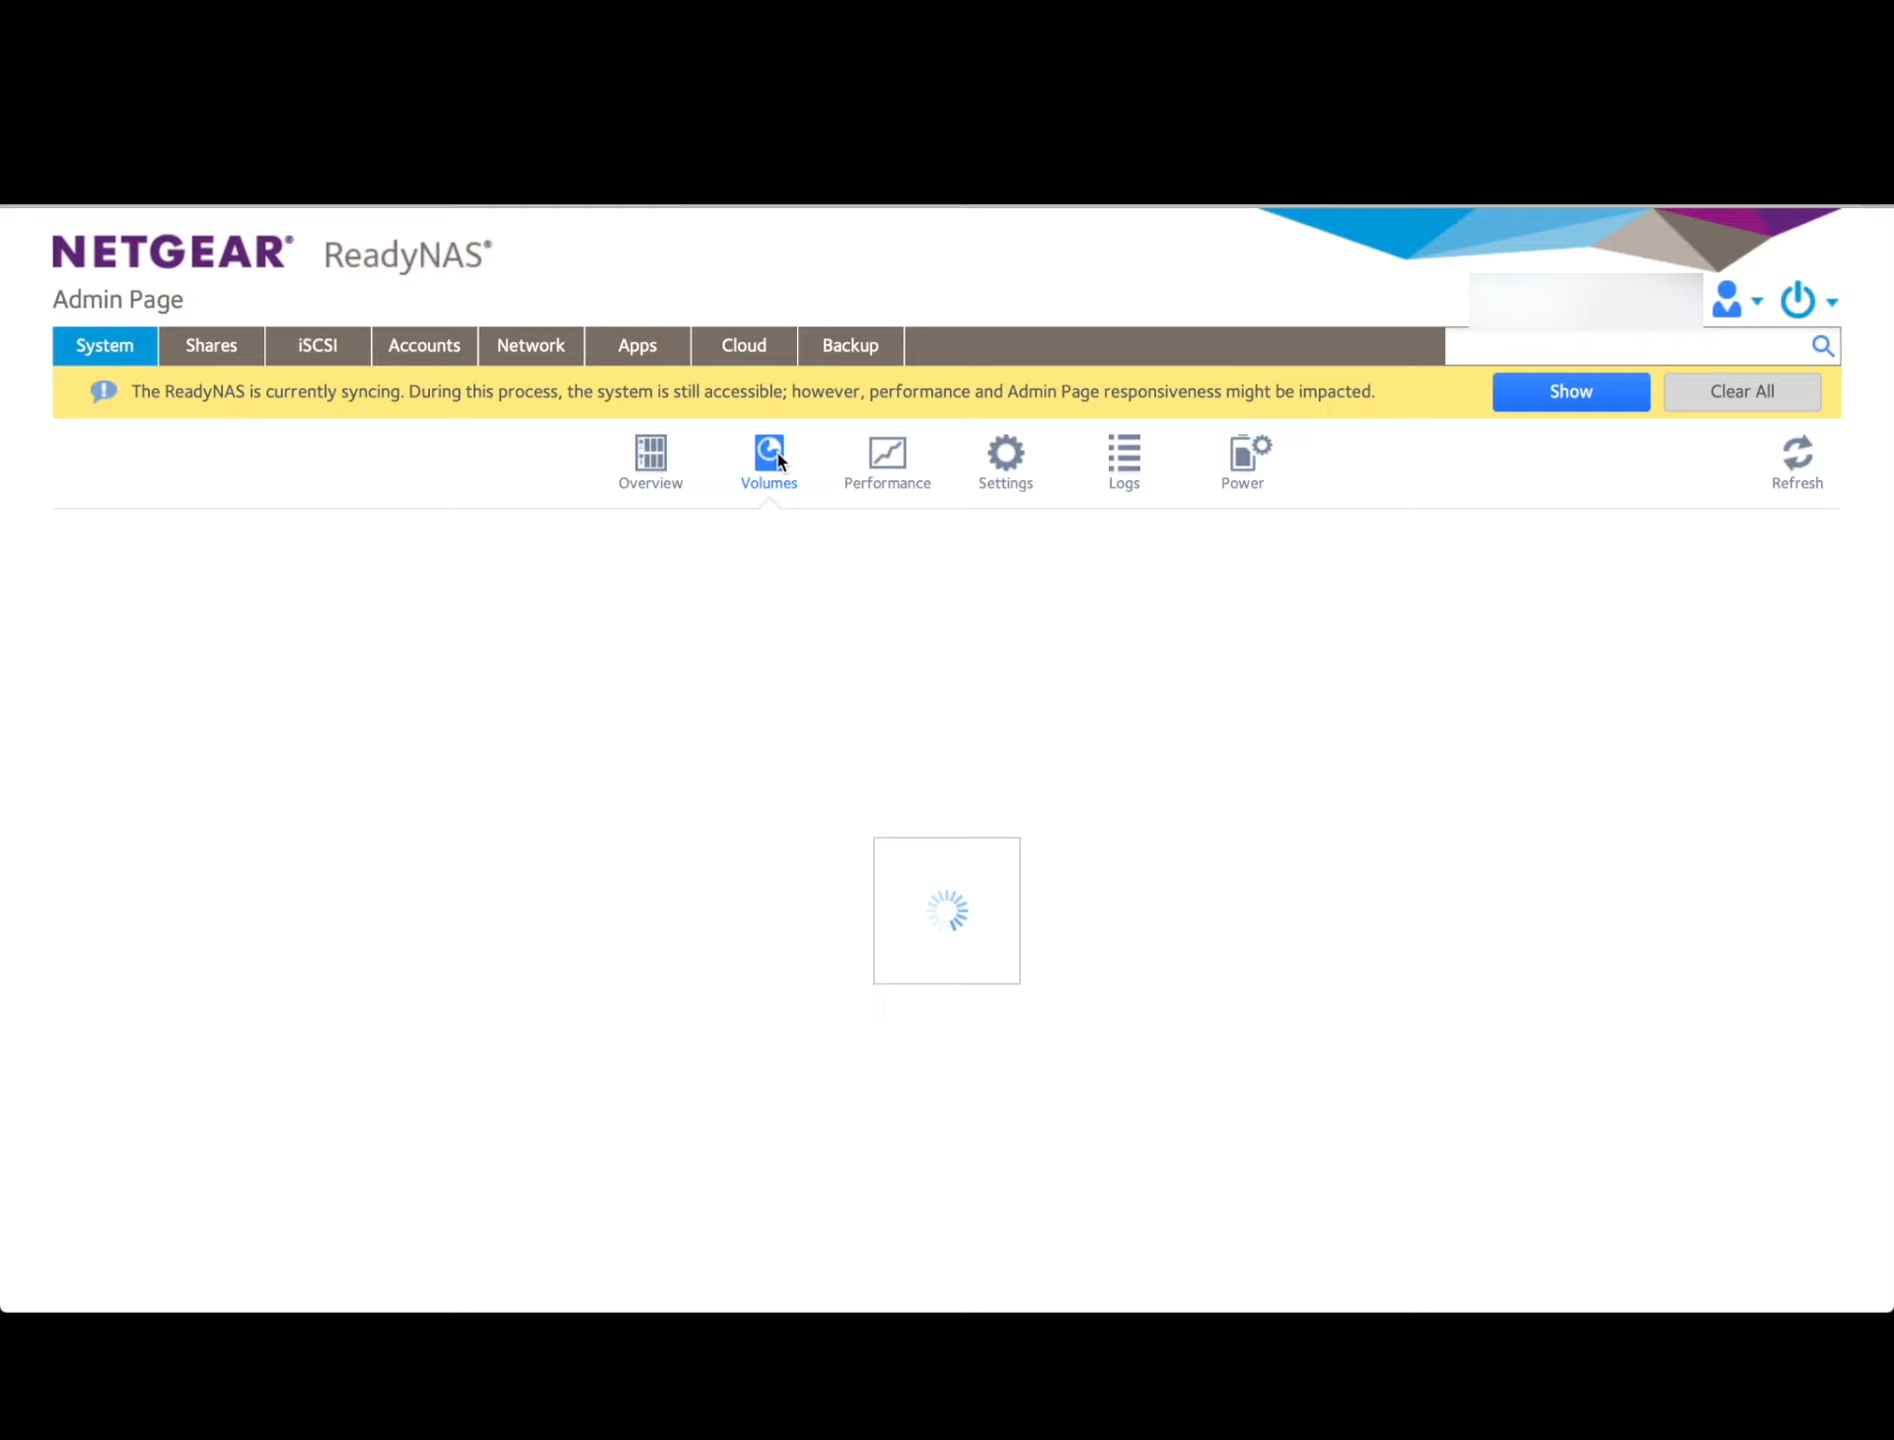 NETGEAR® ReadyNAS®
Admin Page
System Shares iSCSI Accounts Network Apps Cloud Backup
The ReadyNAS is currently syncing. During this process, the system is still accessible; however, performance and Admin Page responsiveness might be impacted. Show Clear All
Overview Volumes Performance Settings Logs Power Refresh